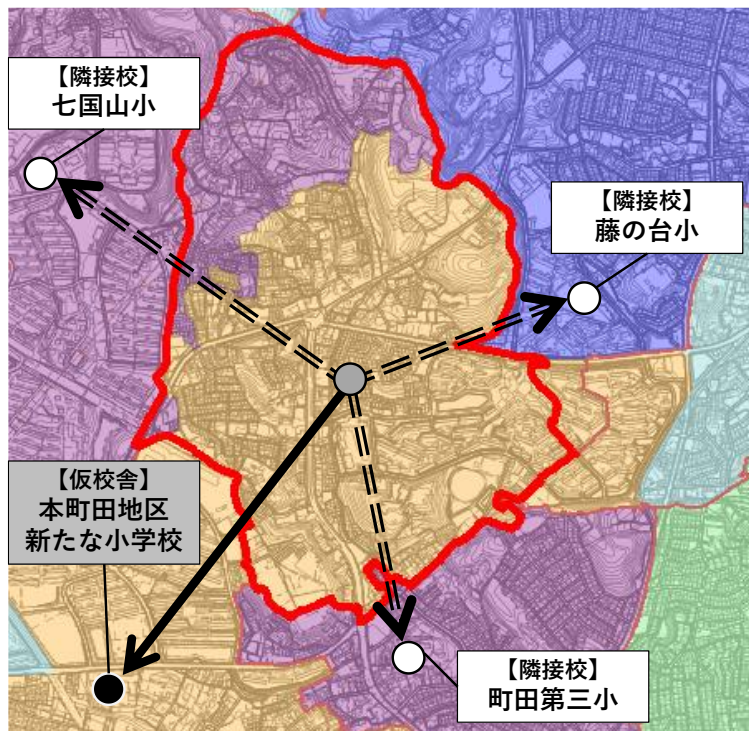 【隣接校】
七国山小
【隣接校】
藤の台小
【仮校舎】
本町田地区
新たな小学校
【隣接校】
町田第三小